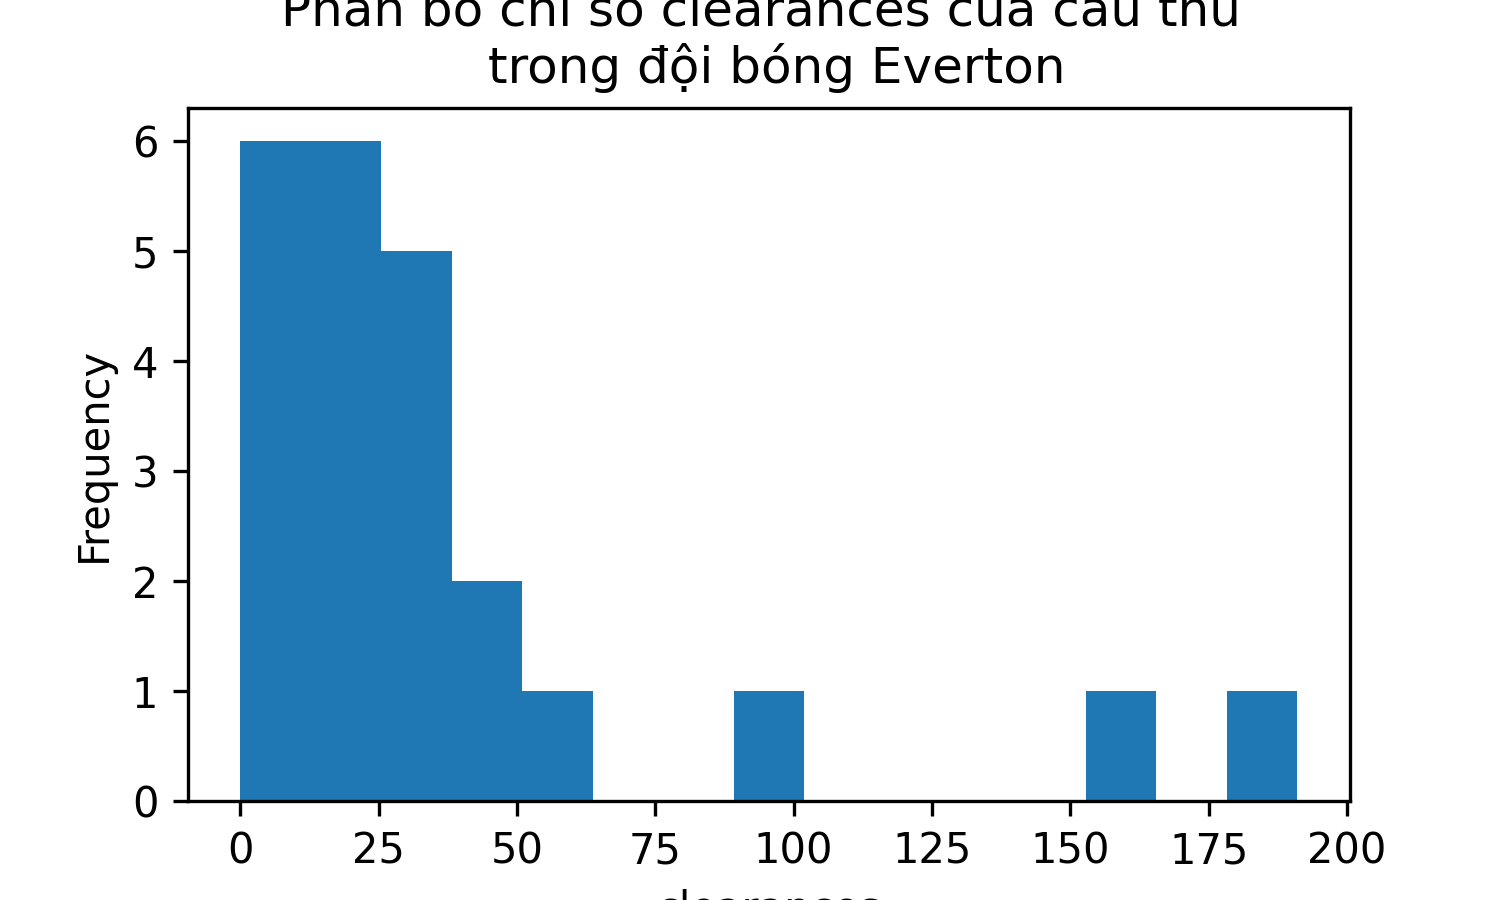 Phân bố chỉ số clearances của cầu thủ
trong đội bóng Everton
Frequency
6
5
4
3
2
1
0
0 25 50 75 100 125 150 175 200
clearances